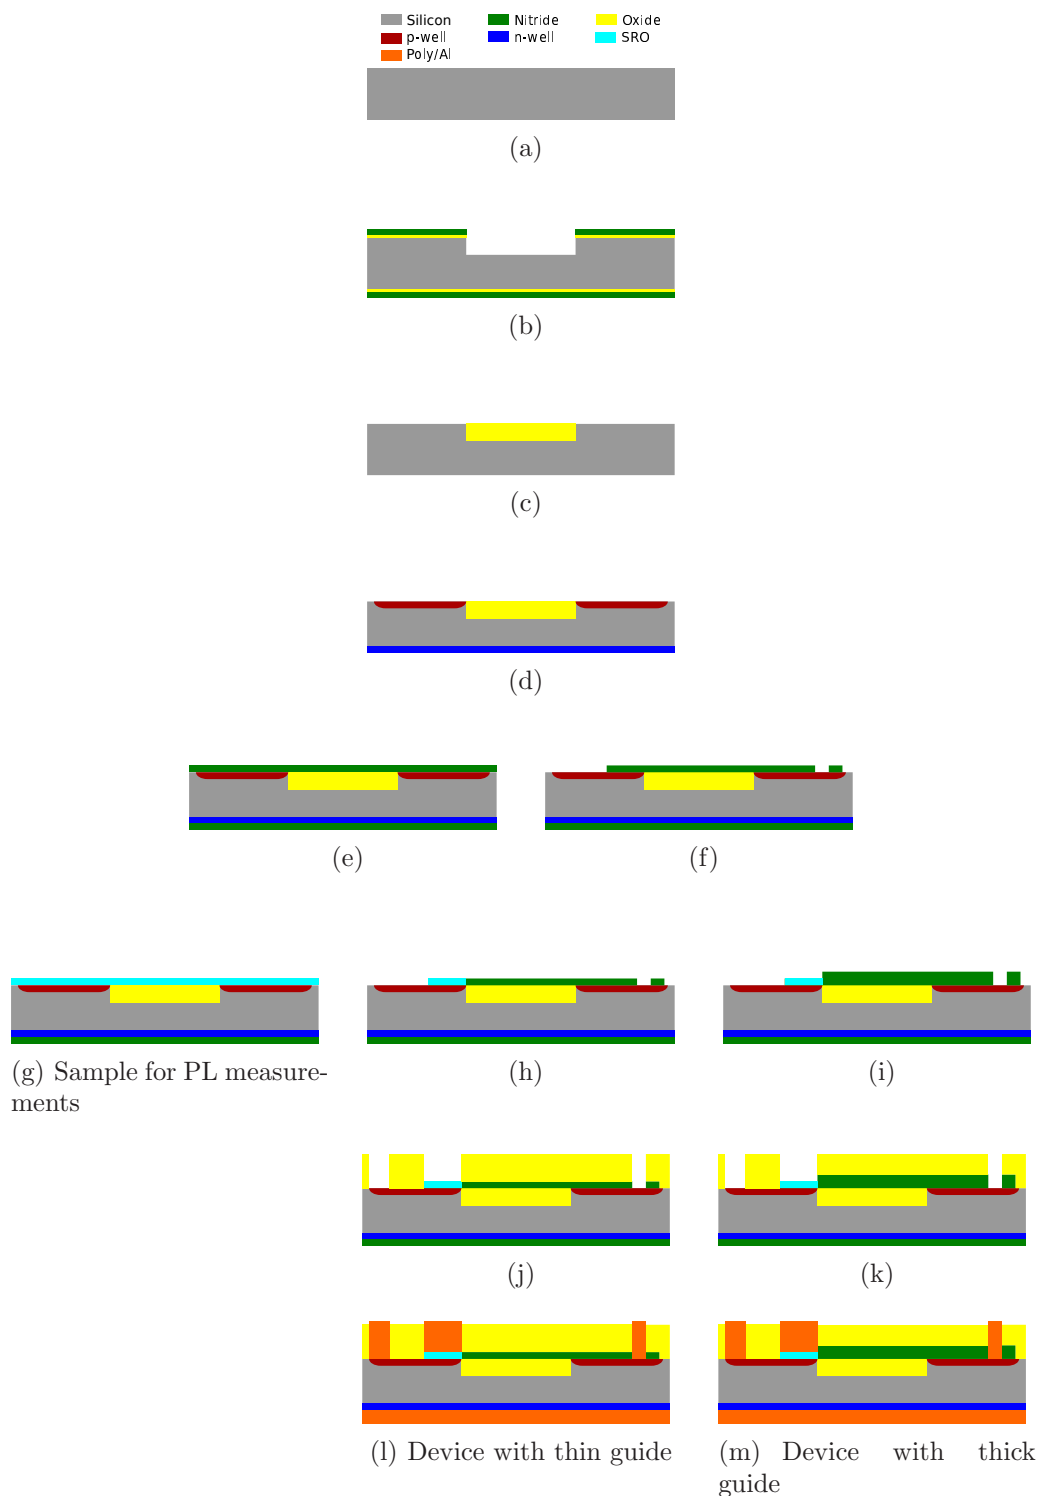 Silicon Nitride Oxide
p-well n-well SRO
Poly/Al
(a)
(b)
(c)
(d)
(e) (f)
(g) Sample for PL measure-
ments
(h) (i)
(j) (k)
(l) Device with thin guide
(m) Device with thick
guide